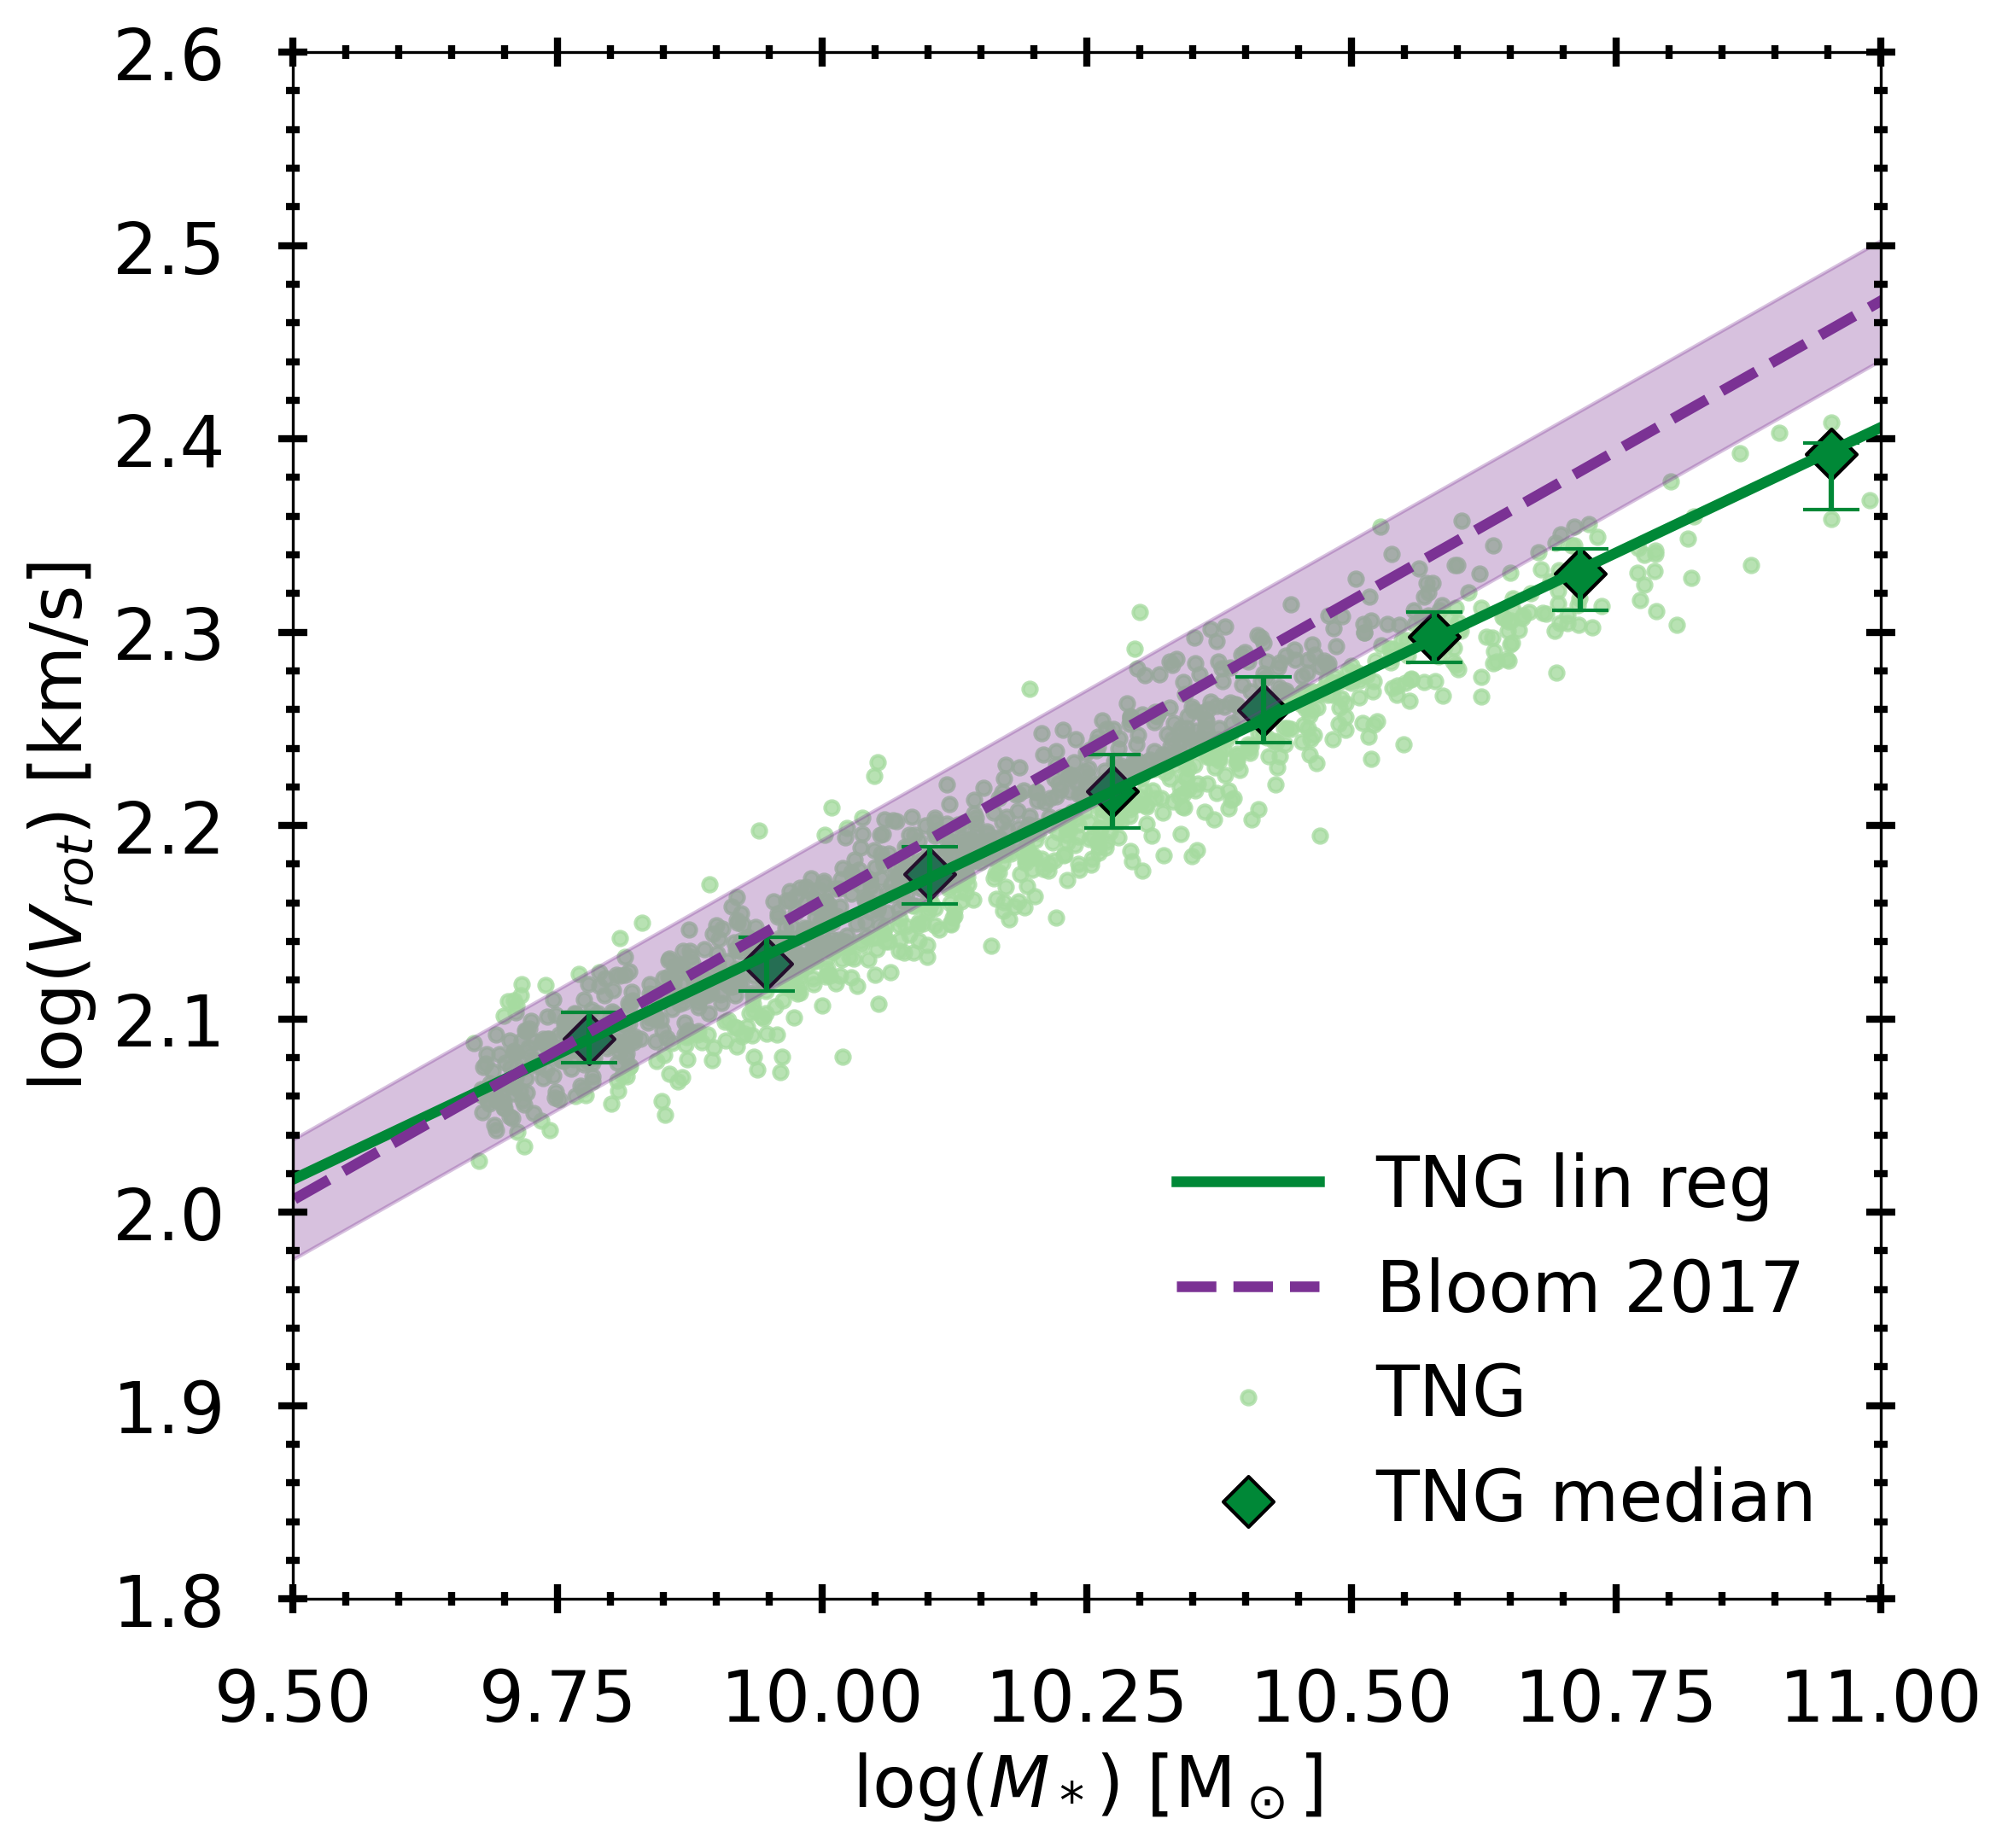 2.6
2.5
2.4
2.3
2.2
2.1
2.0
1.9
1.8
log(V_rot) [km/s]
TNG lin reg
Bloom 2017
TNG
TNG median
9.50 9.75 10.00 10.25 10.50 10.75 11.00
log(M_*) [M_⊙]